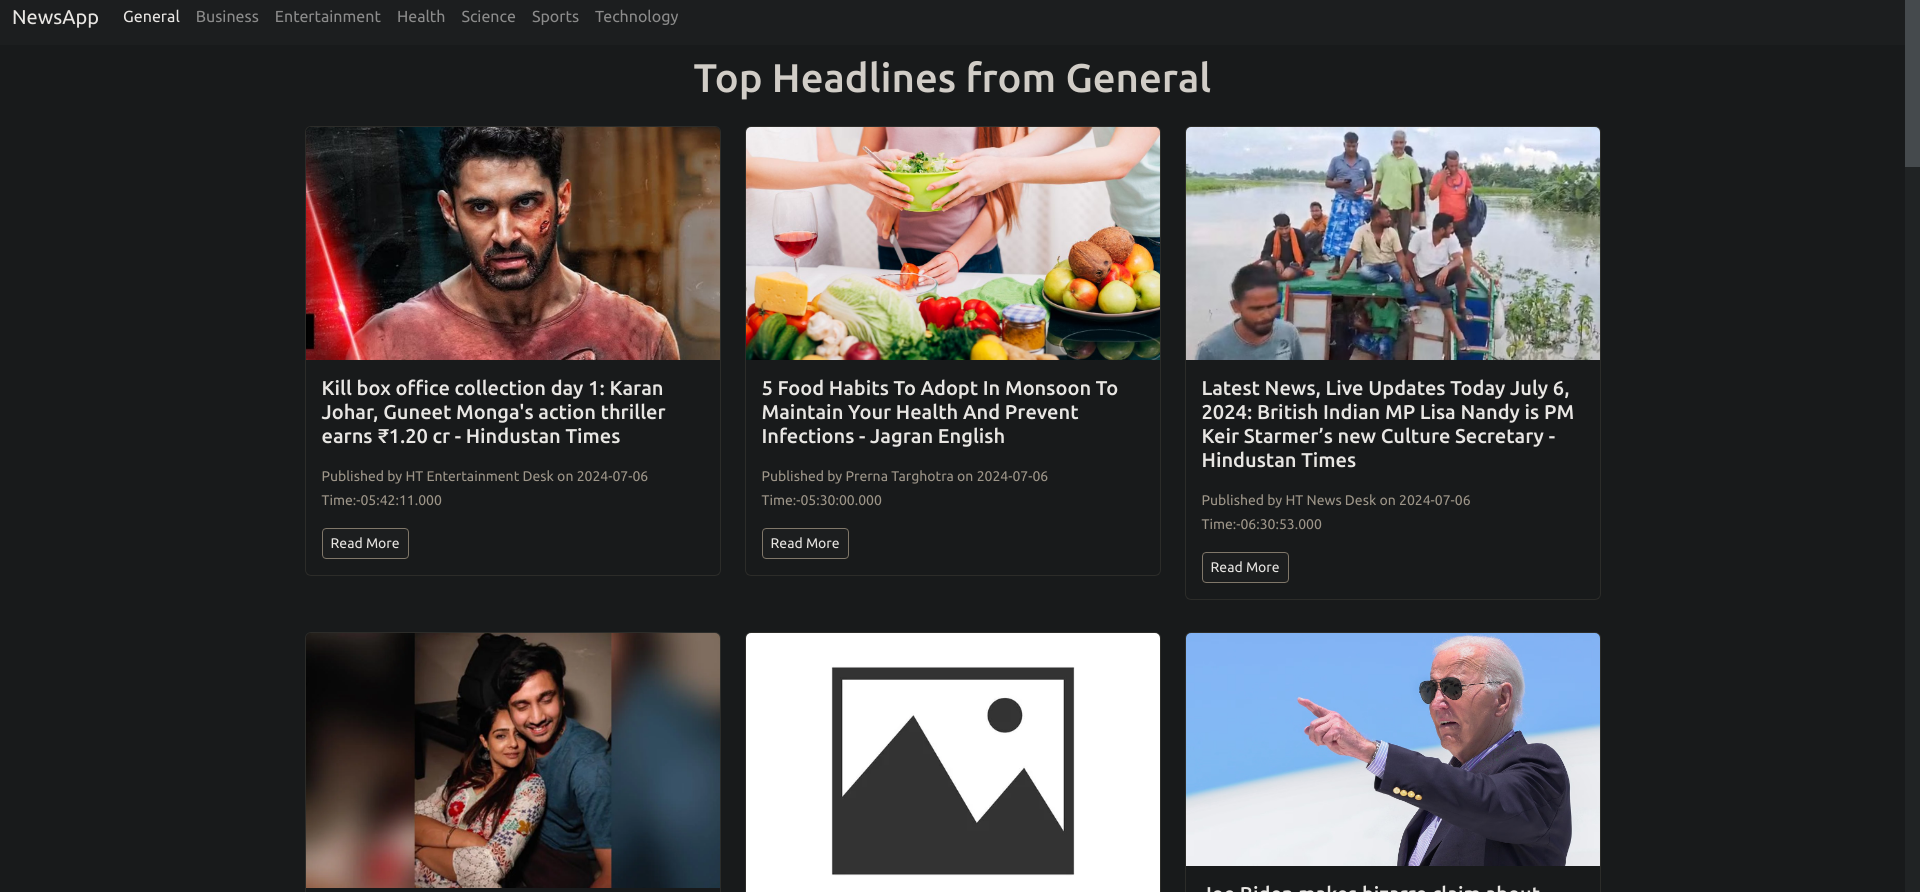 NewsApp General Business Entertainment Health Science Sports Technology
Top Headlines from General
Kill box office collection day 1: Karan
Johar, Guneet Monga's action thriller
earns ₹1.20 cr - Hindustan Times
Published by HT Entertainment Desk on 2024-07-06
Time:-05:42:11.000
Read More
5 Food Habits To Adopt In Monsoon To
Maintain Your Health And Prevent
Infections - Jagran English
Published by Prerna Targhotra on 2024-07-06
Time:-05:30:00.000
Read More
Latest News, Live Updates Today July 6,
2024: British Indian MP Lisa Nandy is PM
Keir Starmer’s new Culture Secretary -
Hindustan Times
Published by HT News Desk on 2024-07-06
Time:-06:30:53.000
Read More
Joe Biden makes bizarre claim about